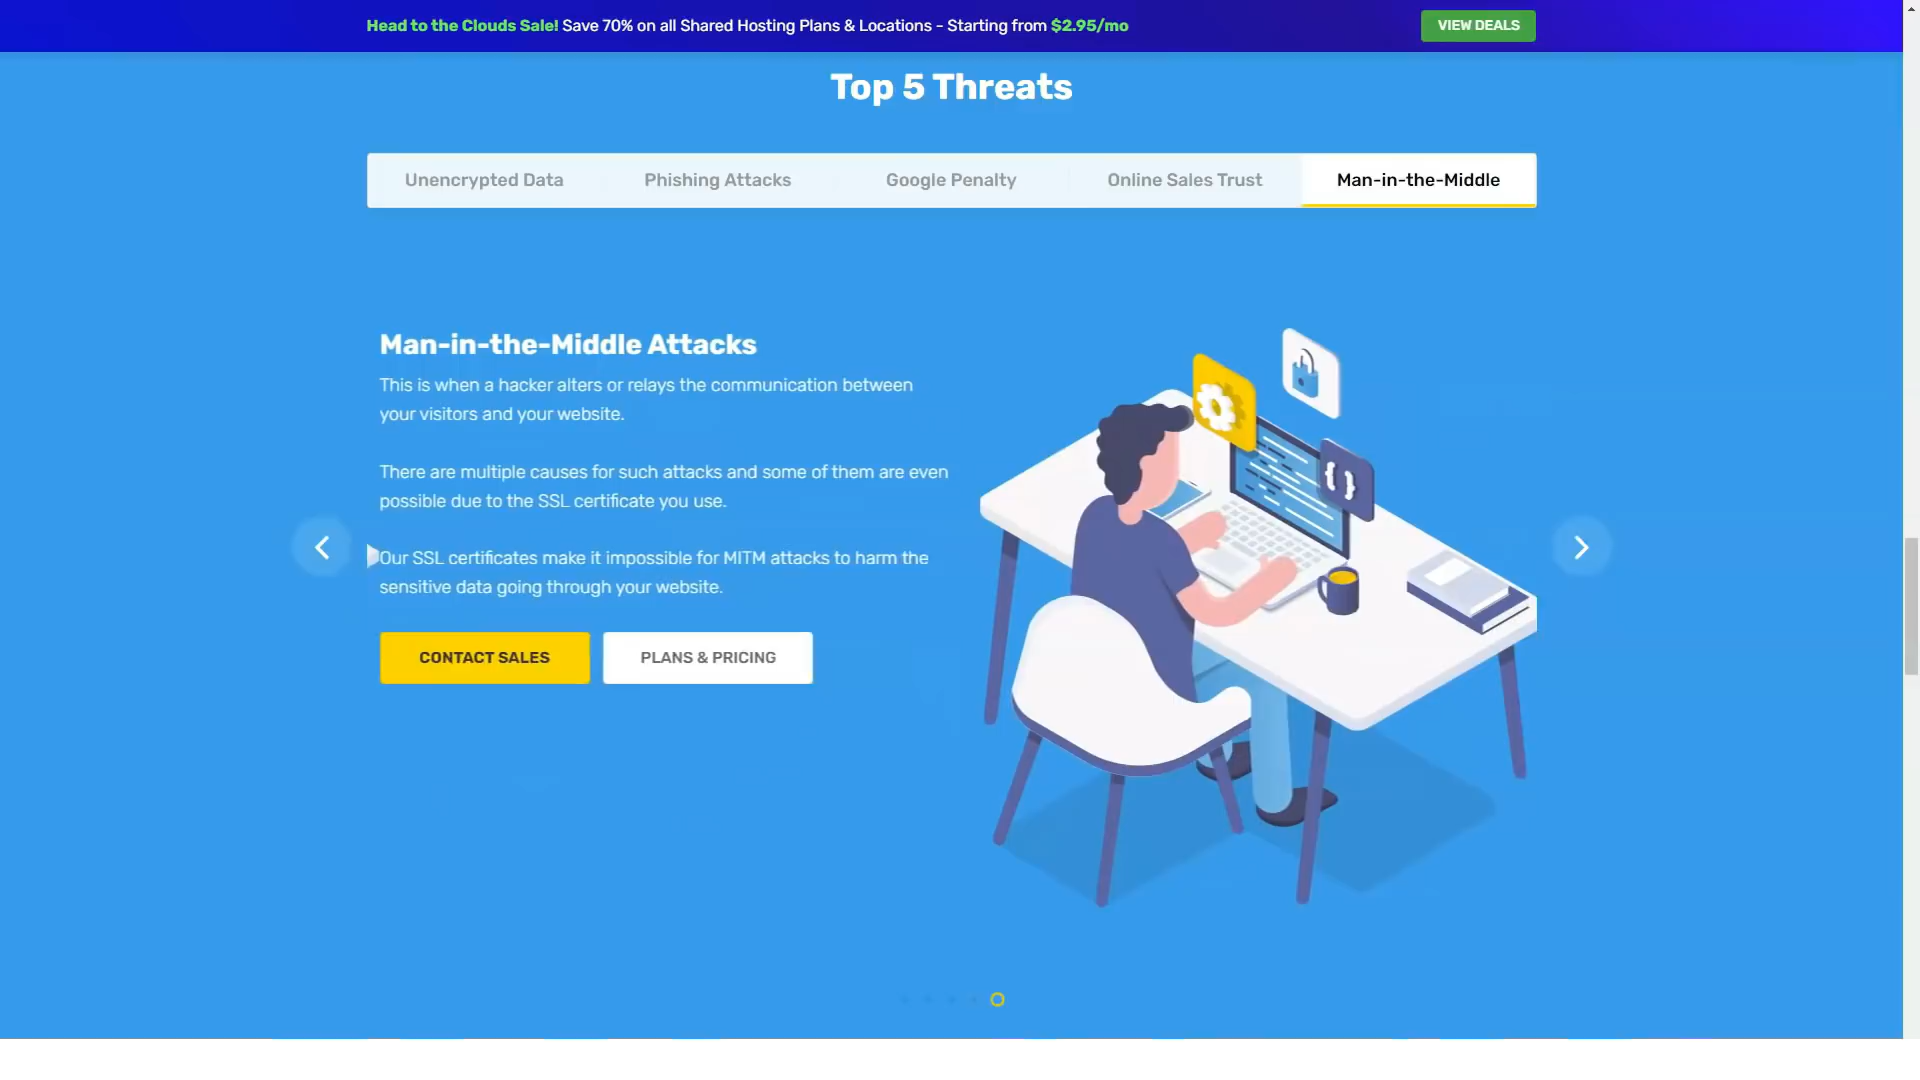 Head to the Clouds Sale! Save 70% on all Shared Hosting Plans & Locations - Starting from $2.95/mo
VIEW DEALS
Top 5 Threats
Unencrypted Data
Phishing Attacks
Google Penalty
Online Sales Trust
Man-in-the-Middle
Man-in-the-Middle Attacks
This is when a hacker alters or relays the communication between
your visitors and your website.
There are multiple causes for such attacks and some of them are even
possible due to the SSL certificate you use.
Our SSL certificates make it impossible for MITM attacks to harm the
sensitive data going through your website.
CONTACT SALES
PLANS & PRICING
{ }